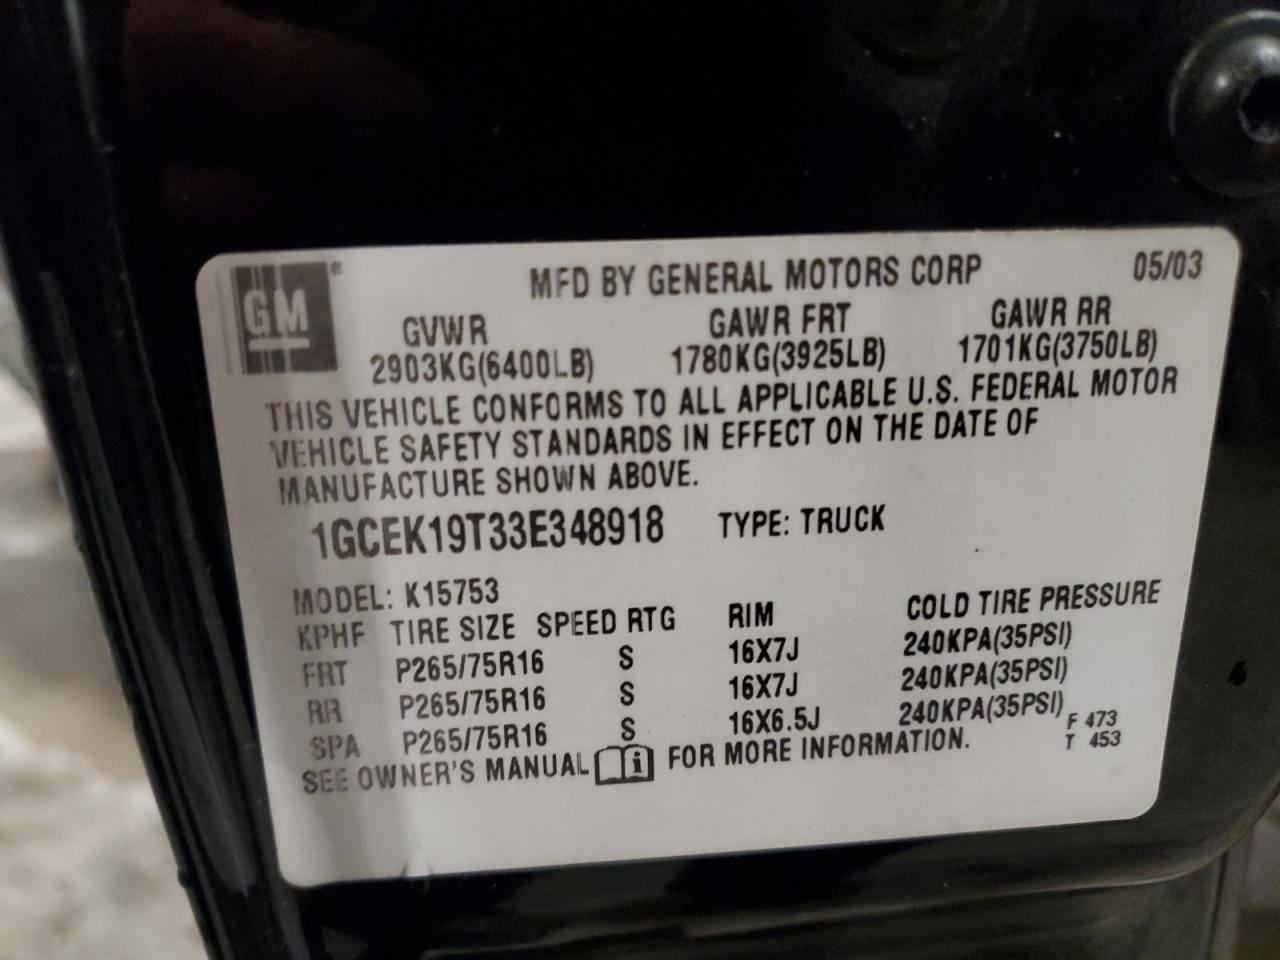 GM®
MFD BY GENERAL MOTORS CORP 05/03
GVWR GAWR FRT GAWR RR
2903KG(6400LB) 1780KG(3925LB) 1701KG(3750LB)
THIS VEHICLE CONFORMS TO ALL APPLICABLE U.S. FEDERAL MOTOR
VEHICLE SAFETY STANDARDS IN EFFECT ON THE DATE OF
MANUFACTURE SHOWN ABOVE.
1GCEK19T33E348918 TYPE: TRUCK
MODEL: K15753
KPHF TIRE SIZE SPEED RTG RIM COLD TIRE PRESSURE
FRT P265/75R16 S 16X7J 240KPA(35PSI)
RR P265/75R16 S 16X7J 240KPA(35PSI)
SPA P265/75R16 S 16X6.5J 240KPA(35PSI)
F 473
T 453
SEE OWNER'S MANUAL i FOR MORE INFORMATION.